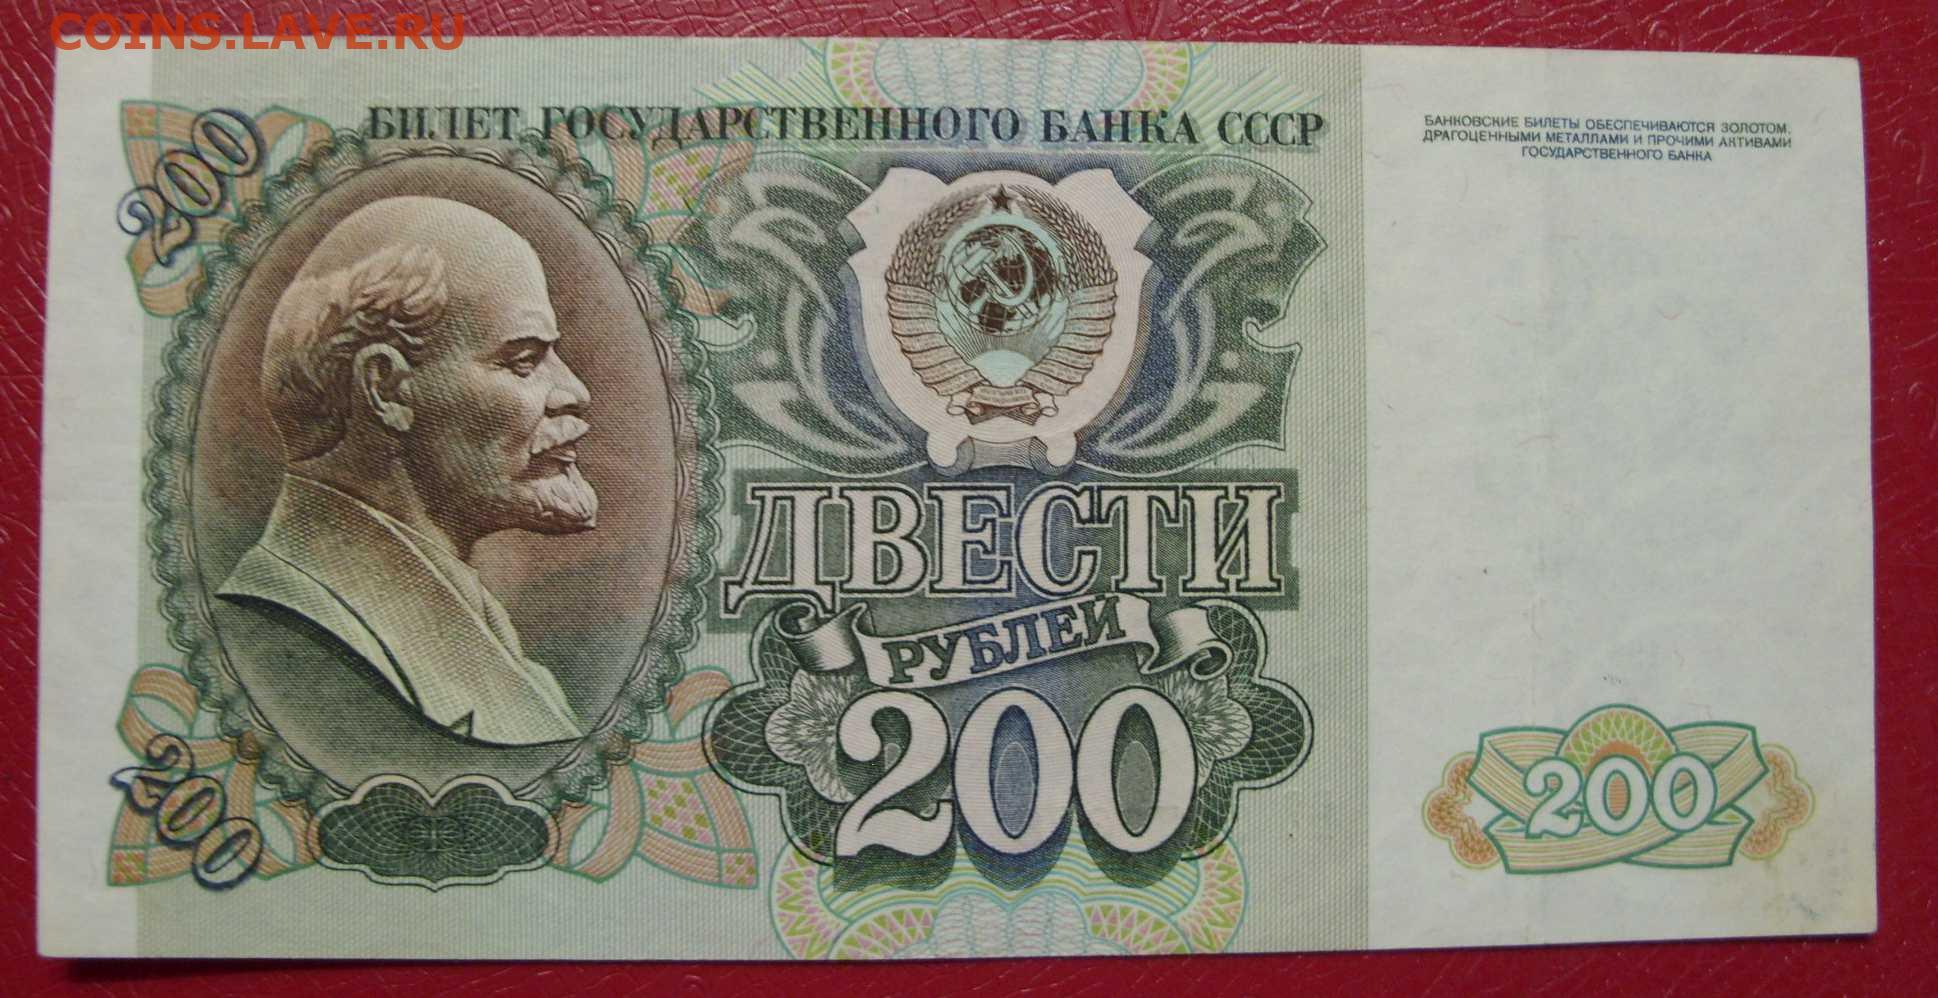 COINS.LAVE.RU
БИЛЕТ ГОСУДАРСТВЕННОГО БАНКА СССР
БАНКОВСКИЕ БИЛЕТЫ ОБЕСПЕЧИВАЮТСЯ ЗОЛОТОМ,
ДРАГОЦЕННЫМИ МЕТАЛЛАМИ И ПРОЧИМИ АКТИВАМИ
ГОСУДАРСТВЕННОГО БАНКА
200
ДВЕСТИ
РУБЛЕЙ
200
200
200